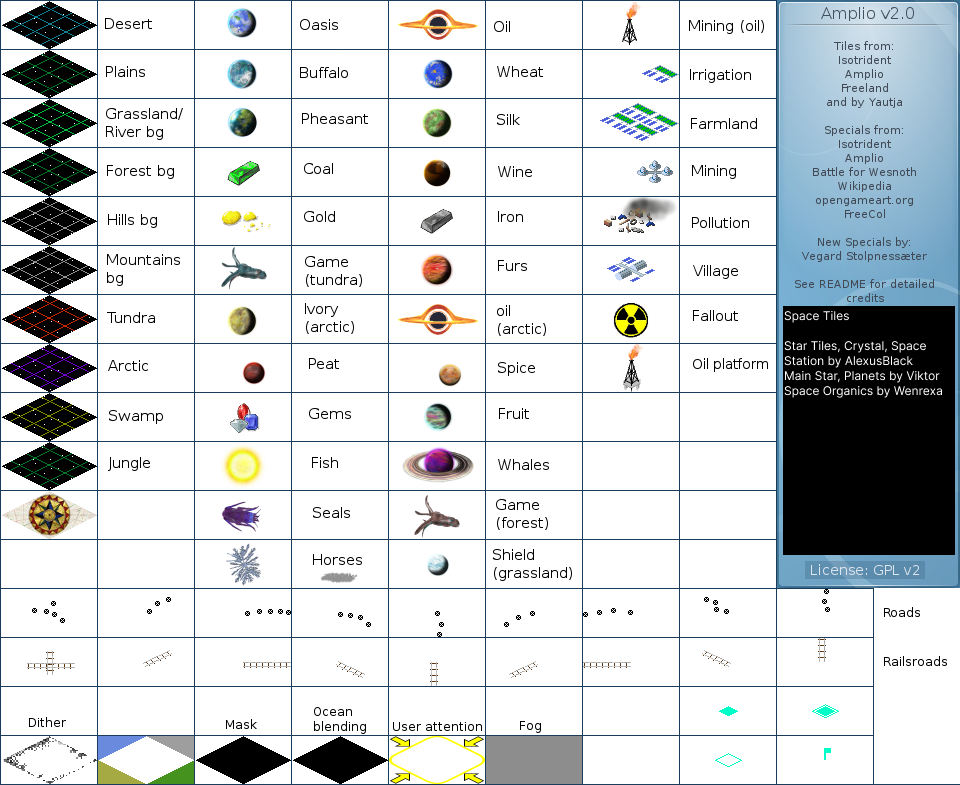 Desert
Oasis
Oil
Mining (oil)
Plains
Buffalo
Wheat
Irrigation
Grassland/
River bg
Pheasant
Silk
Farmland
Forest bg
Coal
Wine
Mining
Hills bg
Gold
Iron
Pollution
Mountains
bg
Game
(tundra)
Furs
Village
Tundra
Ivory
(arctic)
oil
(arctic)
Fallout
Arctic
Peat
Spice
Oil platform
Swamp
Gems
Fruit
Jungle
Fish
Whales
Seals
Game
(forest)
Horses
Shield
(grassland)
Amplio v2.0
Tiles from:
Isotrident
Amplio
Freeland
and by Yautja
Specials from:
Isotrident
Amplio
Battle for Wesnoth
Wikipedia
opengameart.org
FreeCol
New Specials by:
Vegard Stolpnessæter
See README for detailed
credits
Space Tiles
Star Tiles, Crystal, Space
Station by AlexusBlack
Main Star, Planets by Viktor
Space Organics by Wenrexa
License: GPL v2
Roads
Railsroads
Dither
Mask
Ocean
blending
User attention
Fog